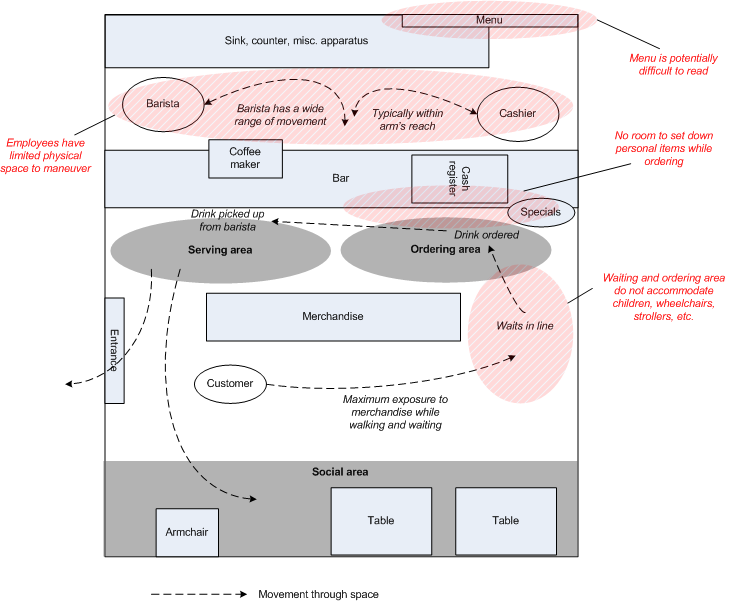 Menu
Sink, counter, misc. apparatus
Menu is potentially
difficult to read
Barista
Barista has a wide
range of movement
Typically within
arm's reach
Cashier
Employees have
limited physical
space to maneuver
No room to set down
personal items while
ordering
Coffee
maker
Bar
Cash
register
Specials
Drink picked up
from barista
Drink ordered
Serving area
Ordering area
Waiting and ordering area
do not accommodate
children, wheelchairs,
strollers, etc.
Entrance
Merchandise
Waits in line
Customer
Maximum exposure to
merchandise while
walking and waiting
Social area
Armchair
Table
Table
Movement through space